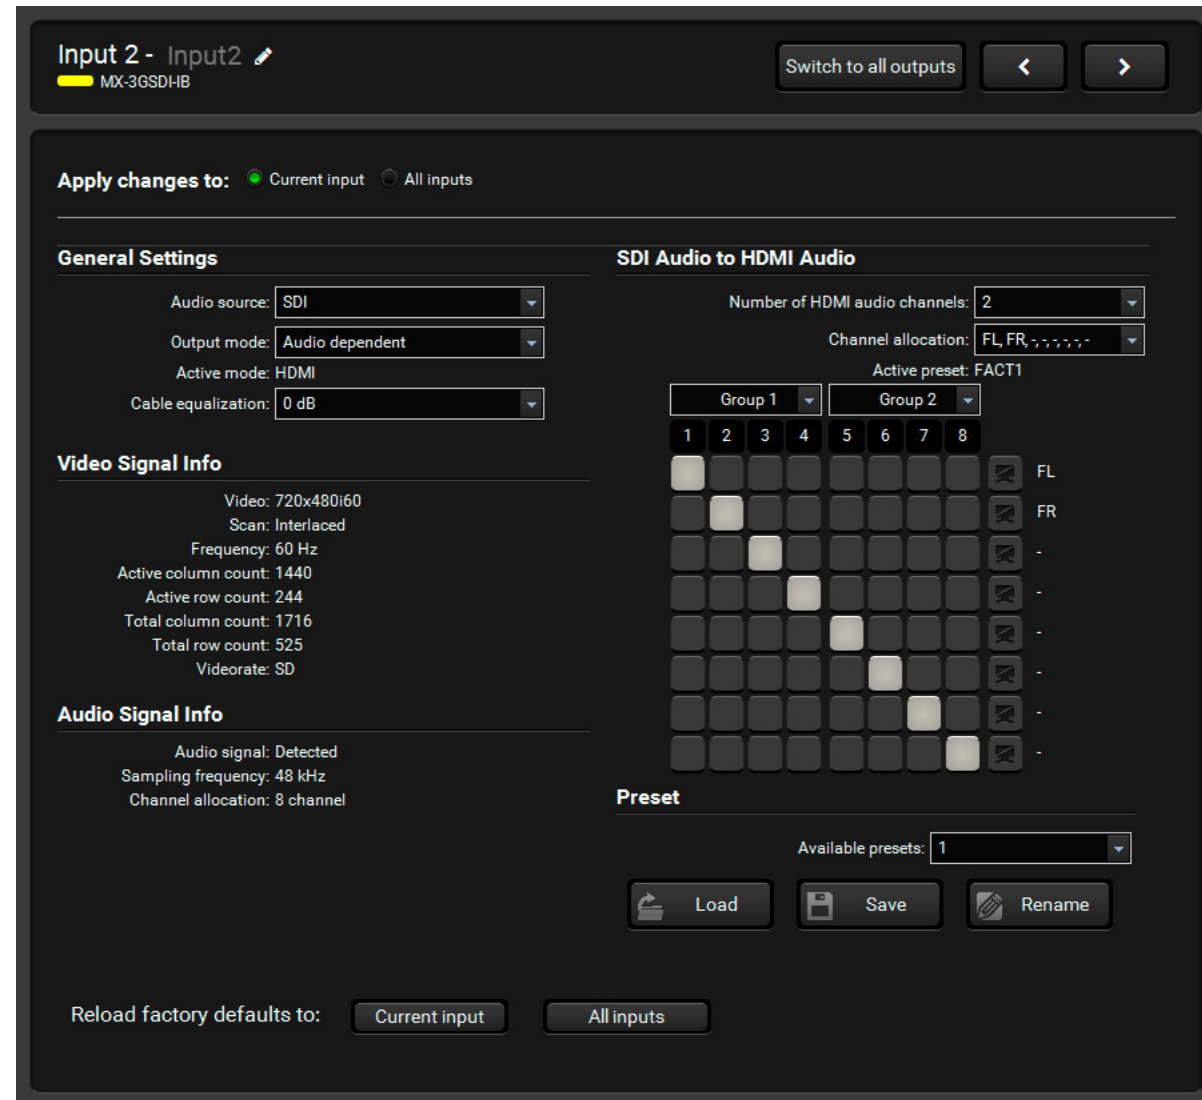 Input 2 - Input2
MX-3GSDI-IB
Switch to all outputs
Apply changes to: Current input All inputs
General Settings
Audio source: SDI
Output mode: Audio dependent
Active mode: HDMI
Cable equalization: 0 dB
Video Signal Info
Video: 720x480i60
Scan: Interlaced
Frequency: 60 Hz
Active column count: 1440
Active row count: 244
Total column count: 1716
Total row count: 525
Videorate: SD
Audio Signal Info
Audio signal: Detected
Sampling frequency: 48 kHz
Channel allocation: 8 channel
SDI Audio to HDMI Audio
Number of HDMI audio channels: 2
Channel allocation: FL, FR, -, -, -, -, -, -
Active preset: FACT1
Group 1 Group 2
1 2 3 4 5 6 7 8
FL
FR
-
-
-
-
-
-
Preset
Available presets: 1
Load Save Rename
Reload factory defaults to: Current input All inputs